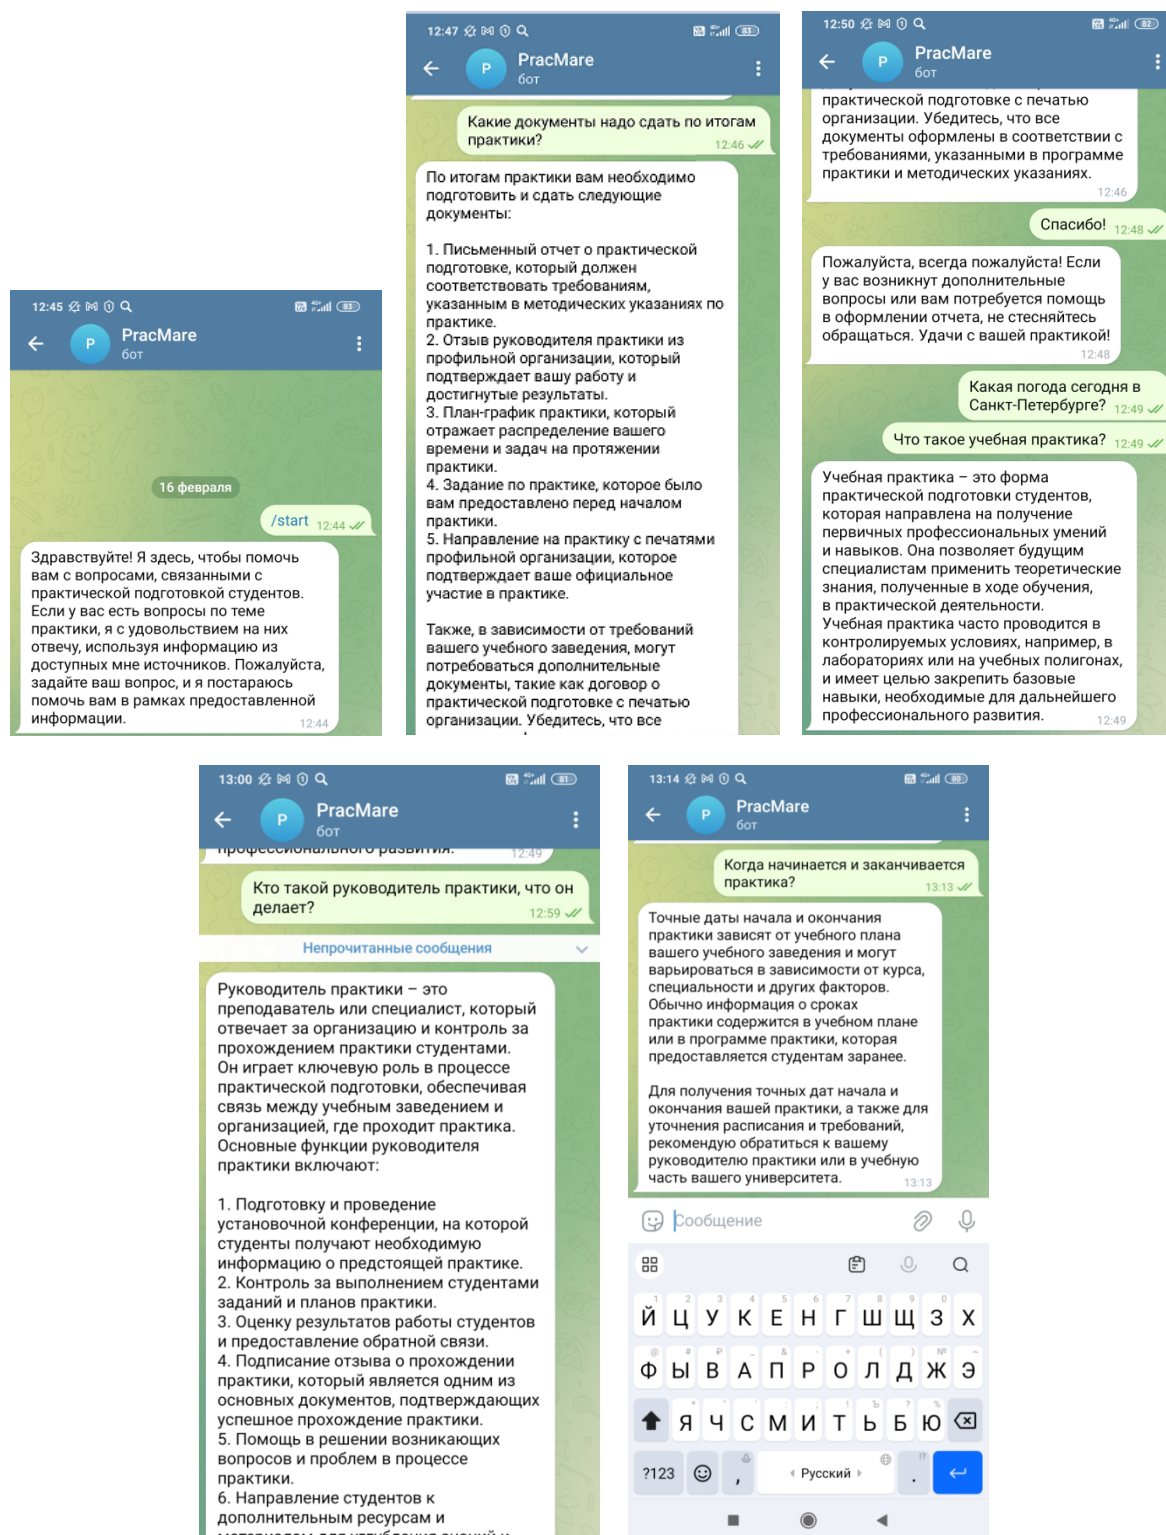 12:45
83
PracMare
бот
16 февраля
/start 12:44
Здравствуйте! Я здесь, чтобы помочь
вам с вопросами, связанными с
практической подготовкой студентов.
Если у вас есть вопросы по теме
практики, я с удовольствием на них
отвечу, используя информацию из
доступных мне источников. Пожалуйста,
задайте ваш вопрос, и я постараюсь
помочь вам в рамках предоставленной
информации.
12:44
12:47
83
PracMare
бот
Какие документы надо сдать по итогам
практики?
12:46
По итогам практики вам необходимо
подготовить и сдать следующие
документы:
1. Письменный отчет о практической
подготовке, который должен
соответствовать требованиям,
указанным в методических указаниях по
практике.
2. Отзыв руководителя практики из
профильной организации, который
подтверждает вашу работу и
достигнутые результаты.
3. План-график практики, который
отражает распределение вашего
времени и задач на протяжении
практики.
4. Задание по практике, которое было
вам предоставлено перед началом
практики.
5. Направление на практику с печатями
профильной организации, которое
подтверждает ваше официальное
участие в практике.
Также, в зависимости от требований
вашего учебного заведения, могут
потребоваться дополнительные
документы, такие как договор о
практической подготовке с печатью
организации. Убедитесь, что все
12:50
82
PracMare
бот
практической подготовке с печатью
организации. Убедитесь, что все
документы оформлены в соответствии с
требованиями, указанными в программе
практики и методических указаниях.
12:46
Спасибо! 12:48
Пожалуйста, всегда пожалуйста! Если
у вас возникнут дополнительные
вопросы или вам потребуется помощь
в оформлении отчета, не стесняйтесь
обращаться. Удачи с вашей практикой!
12:48
Какая погода сегодня в
Санкт-Петербурге? 12:49
Что такое учебная практика? 12:49
Учебная практика – это форма
практической подготовки студентов,
которая направлена на получение
первичных профессиональных умений
и навыков. Она позволяет будущим
специалистам применить теоретические
знания, полученные в ходе обучения,
в практической деятельности.
Учебная практика часто проводится в
контролируемых условиях, например, в
лабораториях или на учебных полигонах,
и имеет целью закрепить базовые
навыки, необходимые для дальнейшего
профессионального развития.
12:49
13:00
81
PracMare
бот
профессионального развития.
12:49
Кто такой руководитель практики, что он
делает?
12:59
Непрочитанные сообщения
Руководитель практики – это
преподаватель или специалист, который
отвечает за организацию и контроль за
прохождением практики студентами.
Он играет ключевую роль в процессе
практической подготовки, обеспечивая
связь между учебным заведением и
организацией, где проходит практика.
Основные функции руководителя
практики включают:
1. Подготовку и проведение
установочной конференции, на которой
студенты получают необходимую
информацию о предстоящей практике.
2. Контроль за выполнением студентами
заданий и планов практики.
3. Оценку результатов работы студентов
и предоставление обратной связи.
4. Подписание отзыва о прохождении
практики, который является одним из
основных документов, подтверждающих
успешное прохождение практики.
5. Помощь в решении возникающих
вопросов и проблем в процессе
практики.
6. Направление студентов к
дополнительным ресурсам и
13:14
80
PracMare
бот
Когда начинается и заканчивается
практика?
13:13
Точные даты начала и окончания
практики зависят от учебного плана
вашего учебного заведения и могут
варьироваться в зависимости от курса,
специальности и других факторов.
Обычно информация о сроках
практики содержится в учебном плане
или в программе практики, которая
предоставляется студентам заранее.
Для получения точных дат начала и
окончания вашей практики, а также для
уточнения расписания и требований,
рекомендую обратиться к вашему
руководителю практики или в учебную
часть вашего университета.
13:13
Сообщение
1 2 3 4 5 6 7 8 9 0
Й Ц У К Е Н Г Ш Щ З Х
Ф Ы В А П Р О Л Д Ж Э
Я Ч С М И Т Ь Б Ю
?123 , Русский .